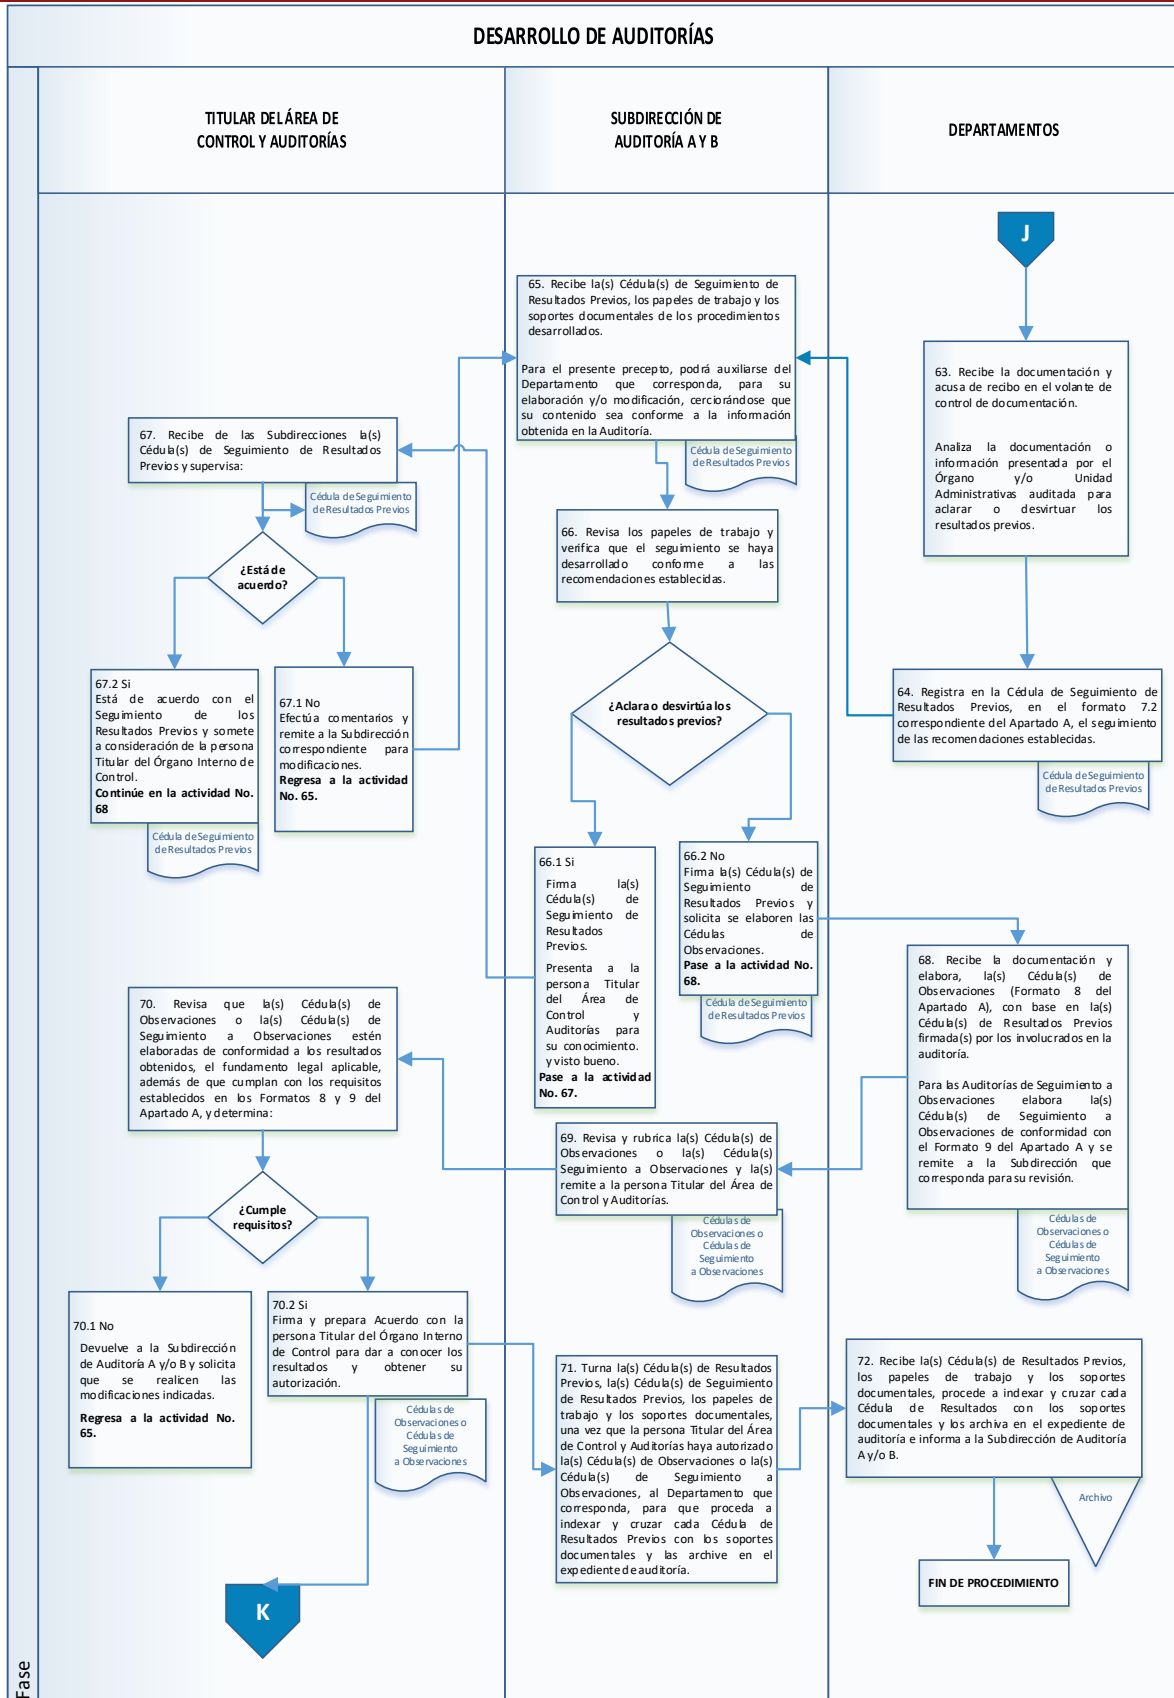 DESARROLLO DE AUDITORÍAS
TITULAR DEL ÁREA DE
CONTROL Y AUDITORÍAS
SUBDIRECCIÓN DE
AUDITORÍA A Y B
DEPARTAMENTOS
J
63. Recibe la documentación y
acusa de recibo en el volante de
control de documentación.
Analiza la documentación o
información presentada por el
Órgano y/o Unidad
Administrativas auditada para
aclarar o desvirtuar los
resultados previos.
64. Registra en la Cédula de Seguimiento de
Resultados Previos, en el formato 7.2
correspondiente del Apartado A, el seguimiento
de las recomendaciones establecidas.
Cédula de Seguimiento
de Resultados Previos
65. Recibe la(s) Cédula(s) de Seguimiento de
Resultados Previos, los papeles de trabajo y los
soportes documentales de los procedimientos
desarrollados.
Para el presente precepto, podrá auxiliarse del
Departamento que corresponda, para su
elaboración y/o modificación, cerciorándose que
su contenido sea conforme a la información
obtenida en la Auditoría.
Cédula de Seguimiento
de Resultados Previos
66. Revisa los papeles de trabajo y
verifica que el seguimiento se haya
desarrollado conforme a las
recomendaciones establecidas.
¿Aclara o desvirtúa los
resultados previos?
66.1 Si
Firma la(s)
Cédula(s) de
Seguimiento de
Resultados
Previos.
Presenta a la
persona Titular
del Área de
Control y
Auditorías para
su conocimiento.
y visto bueno.
Pase a la actividad
No. 67.
66.2 No
Firma la(s) Cédula(s) de
Seguimiento de
Resultados Previos y
solicita se elaboren las
Cédulas de
Observaciones.
Pase a la actividad No.
68.
Cédula de Seguimiento
de Resultados Previos
67. Recibe de las Subdirecciones la(s)
Cédula(s) de Seguimiento de Resultados
Previos y supervisa:
Cédula de Seguimiento
de Resultados Previos
¿Está de
acuerdo?
67.2 Si
Está de acuerdo con el
Seguimiento de los
Resultados Previos y somete
a consideración de la persona
Titular del Órgano Interno de
Control.
Continúe en la actividad No.
68
Cédula de Seguimiento
de Resultados Previos
67.1 No
Efectúa comentarios y
remite a la Subdirección
correspondiente para
modificaciones.
Regresa a la actividad
No. 65.
68. Recibe la documentación y
elabora, la(s) Cédula(s) de
Observaciones (Formato 8 del
Apartado A), con base en la(s)
Cédula(s) de Resultados Previos
firmada(s) por los involucrados en la
auditoría.
Para las Auditorías de Seguimiento a
Observaciones elabora la(s)
Cédula(s) de Seguimiento a
Observaciones de conformidad con
el Formato 9 del Apartado A y se
remite a la Subdirección que
corresponda para su revisión.
Cédulas de
Observaciones o
Cédulas de
Seguimiento
a Observaciones
69. Revisa y rubrica la(s) Cédula(s) de
Observaciones o la(s) Cédula(s)
Seguimiento a Observaciones y la(s)
remite a la persona Titular del Área de
Control y Auditorías.
Cédulas de
Observaciones o
Cédulas de
Seguimiento
a Observaciones
70. Revisa que la(s) Cédula(s) de
Observaciones o la(s) Cédula(s) de
Seguimiento a Observaciones estén
elaboradas de conformidad a los resultados
obtenidos, el fundamento legal aplicable,
además de que cumplan con los requisitos
establecidos en los Formatos 8 y 9 del
Apartado A, y determina:
¿Cumple
requisitos?
70.1 No
Devuelve a la Subdirección
de Auditoría A y/o B y solicita
que se realicen las
modificaciones indicadas.
Regresa a la actividad No.
65.
70.2 Si
Firma y prepara Acuerdo con la
persona Titular del Órgano Interno
de Control para dar a conocer los
resultados y obtener su
autorización.
Cédulas de
Observaciones o
Cédulas de
Seguimiento
a Observaciones
K
71. Turna la(s) Cédula(s) de Resultados
Previos, la(s) Cédula(s) de Seguimiento
de Resultados Previos, los papeles de
trabajo y los soportes documentales,
una vez que la persona Titular del Área
de Control y Auditorías haya autorizado
la(s) Cédula(s) de Observaciones o la(s)
Cédula(s) de Seguimiento a
Observaciones, al Departamento que
corresponda, para que proceda a
indexar y cruzar cada Cédula de
Resultados Previos con los soportes
documentales y las archive en el
expediente de auditoría.
72. Recibe la(s) Cédula(s) de Resultados Previos,
los papeles de trabajo y los soportes
documentales, procede a indexar y cruzar cada
Cédula de Resultados con los soportes
documentales y los archiva en el expediente de
auditoría e informa a la Subdirección de Auditoría
A y/o B.
Archivo
FIN DE PROCEDIMIENTO
Fase